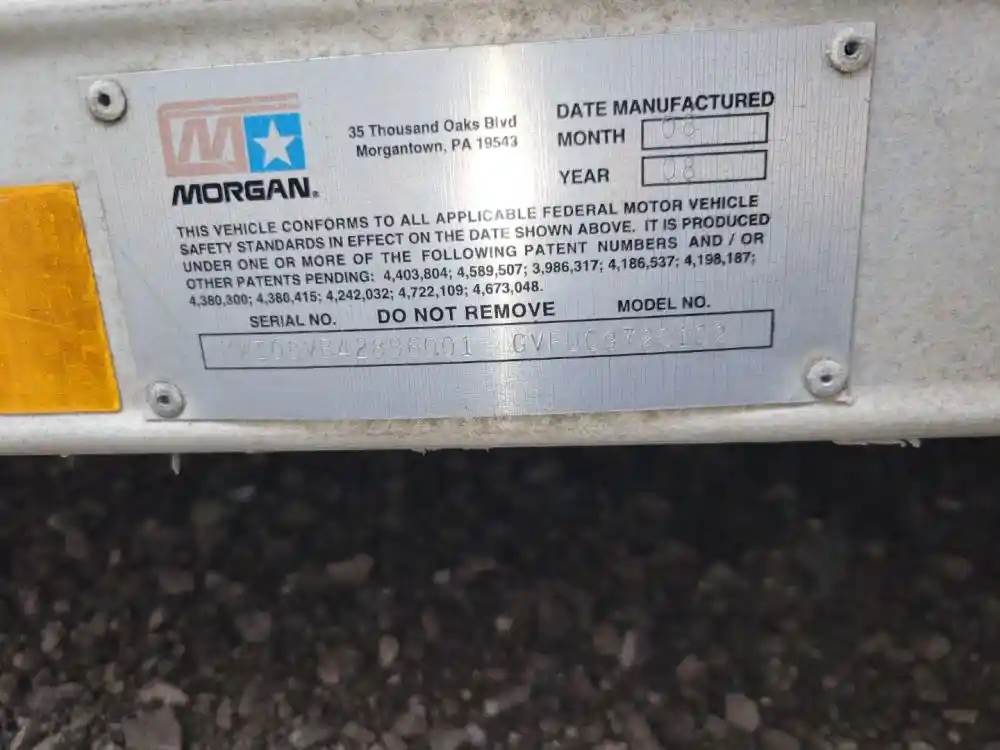 MORGAN®
35 Thousand Oaks Blvd
Morgantown, PA 19543
DATE MANUFACTURED
MONTH 08
YEAR 08
THIS VEHICLE CONFORMS TO ALL APPLICABLE FEDERAL MOTOR VEHICLE
SAFETY STANDARDS IN EFFECT ON THE DATE SHOWN ABOVE. IT IS PRODUCED
UNDER ONE OR MORE OF THE FOLLOWING PATENT NUMBERS AND / OR
OTHER PATENTS PENDING: 4,403,804; 4,589,507; 3,986,317; 4,186,537; 4,198,187;
4,380,300; 4,380,415; 4,242,032; 4,722,109; 4,673,048.
SERIAL NO. DO NOT REMOVE MODEL NO.